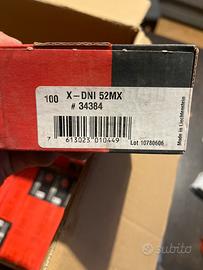 100 X-DNI 52MX
# 34384
Made in Liechtenstein
7 613023 010449
Lot 10780606
subito